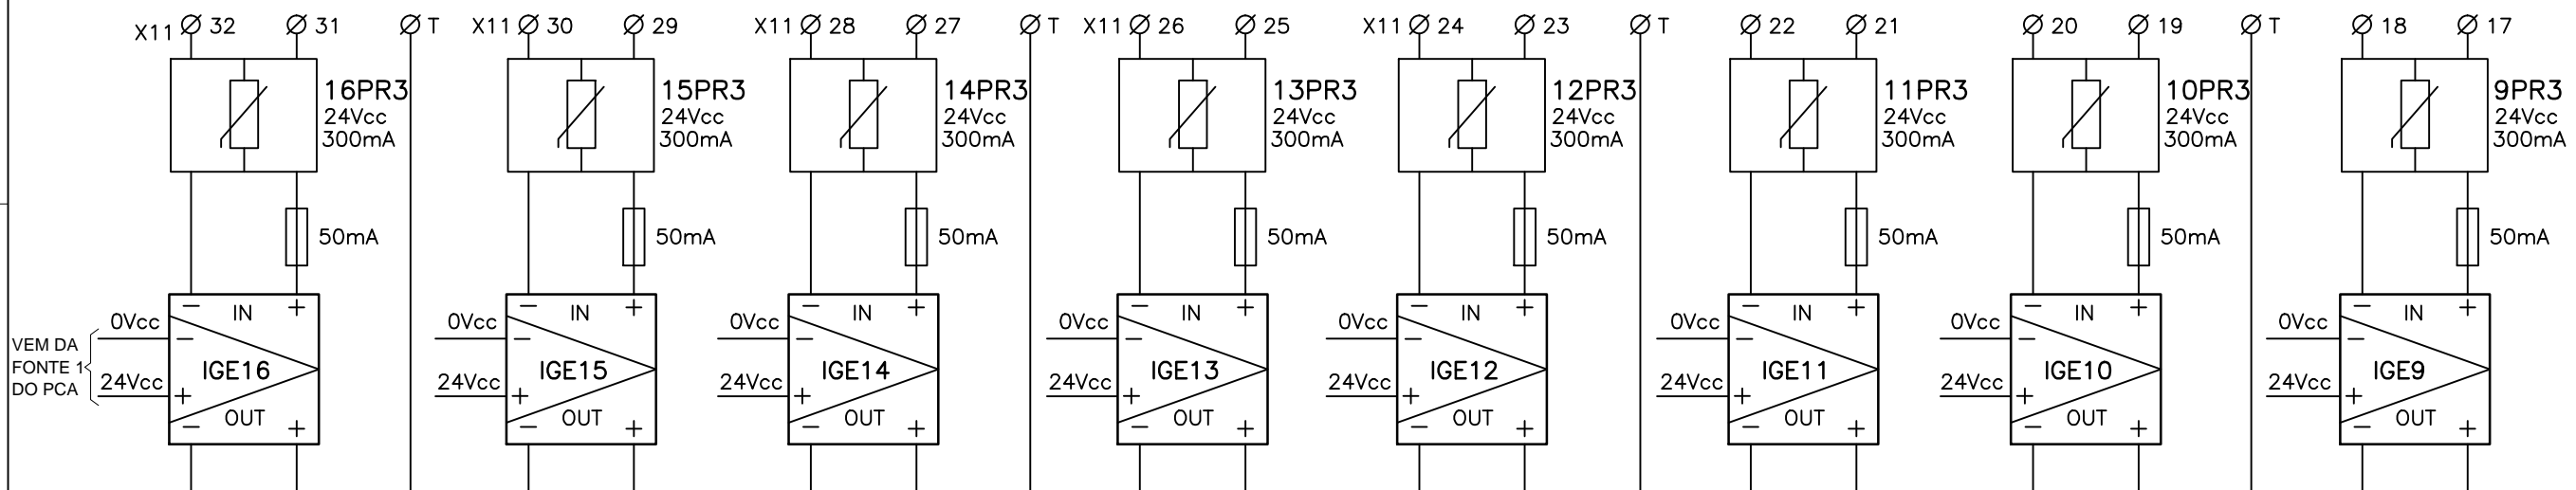 X11 32 31 T X11 30 29 X11 28 27 T X11 26 25 X11 24 23 T 22 21 20 19 T 18 17
16PR3 15PR3 14PR3 13PR3 12PR3 11PR3 10PR3 9PR3
24Vcc 24Vcc 24Vcc 24Vcc 24Vcc 24Vcc 24Vcc 24Vcc
300mA 300mA 300mA 300mA 300mA 300mA 300mA 300mA
50mA 50mA 50mA 50mA 50mA 50mA 50mA 50mA
− IN + − IN + − IN + − IN + − IN + − IN + − IN + − IN +
0Vcc − 0Vcc − 0Vcc − 0Vcc − 0Vcc − 0Vcc − 0Vcc − 0Vcc −
VEM DA
FONTE 1 IGE16 IGE15 IGE14 IGE13 IGE12 IGE11 IGE10 IGE9
DO PCA 24Vcc + 24Vcc + 24Vcc + 24Vcc + 24Vcc + 24Vcc + 24Vcc + 24Vcc +
− OUT + − OUT + − OUT + − OUT + − OUT + − OUT + − OUT + − OUT +